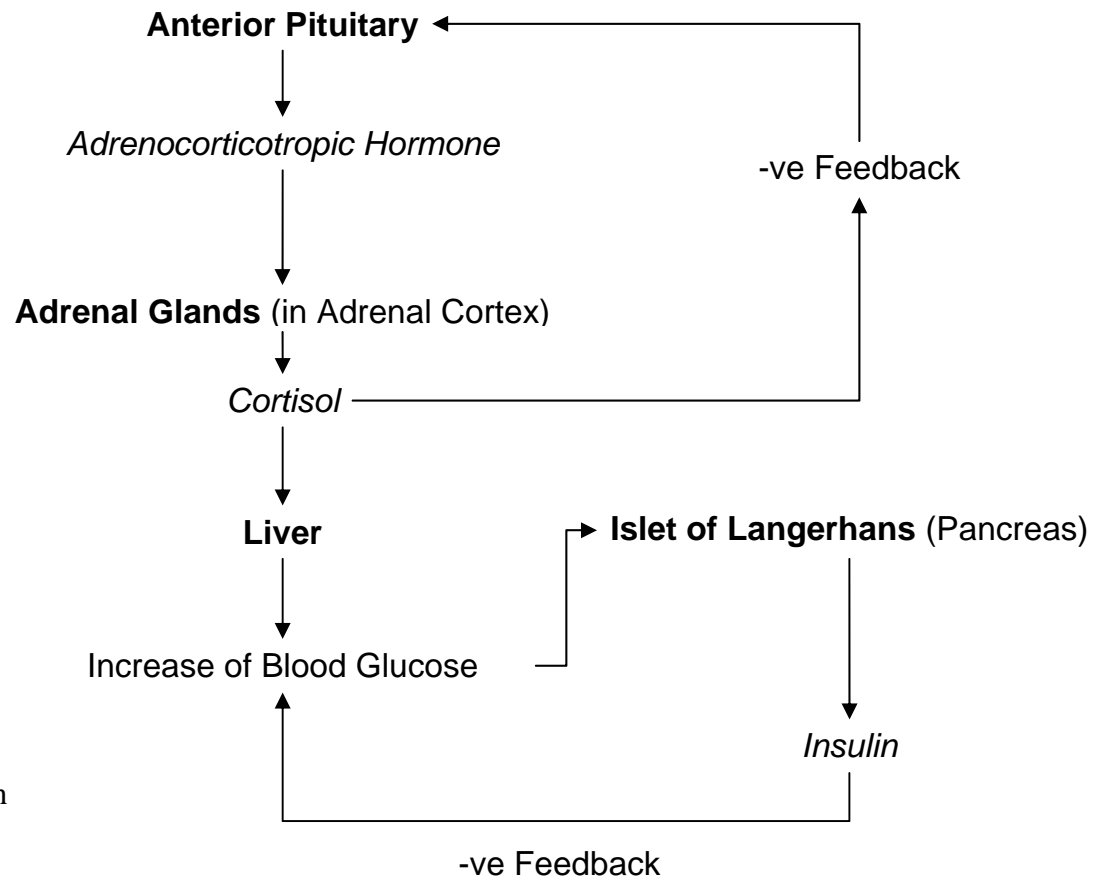 Anterior Pituitary
Adrenocorticotropic Hormone
-ve Feedback
Adrenal Glands (in Adrenal Cortex)
Cortisol
Liver
Islet of Langerhans (Pancreas)
Increase of Blood Glucose
Insulin
-ve Feedback